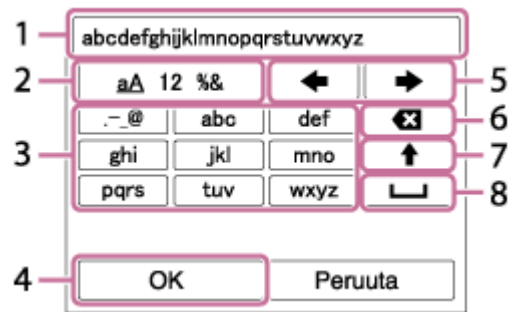 1 abcdefghijklmnopqrstuvwxyz
2 aA 12 %& 5
.-_@ abc def 6
3 ghi jkl mno 7
pqrs tuv wxyz 8
4 OK Peruuta